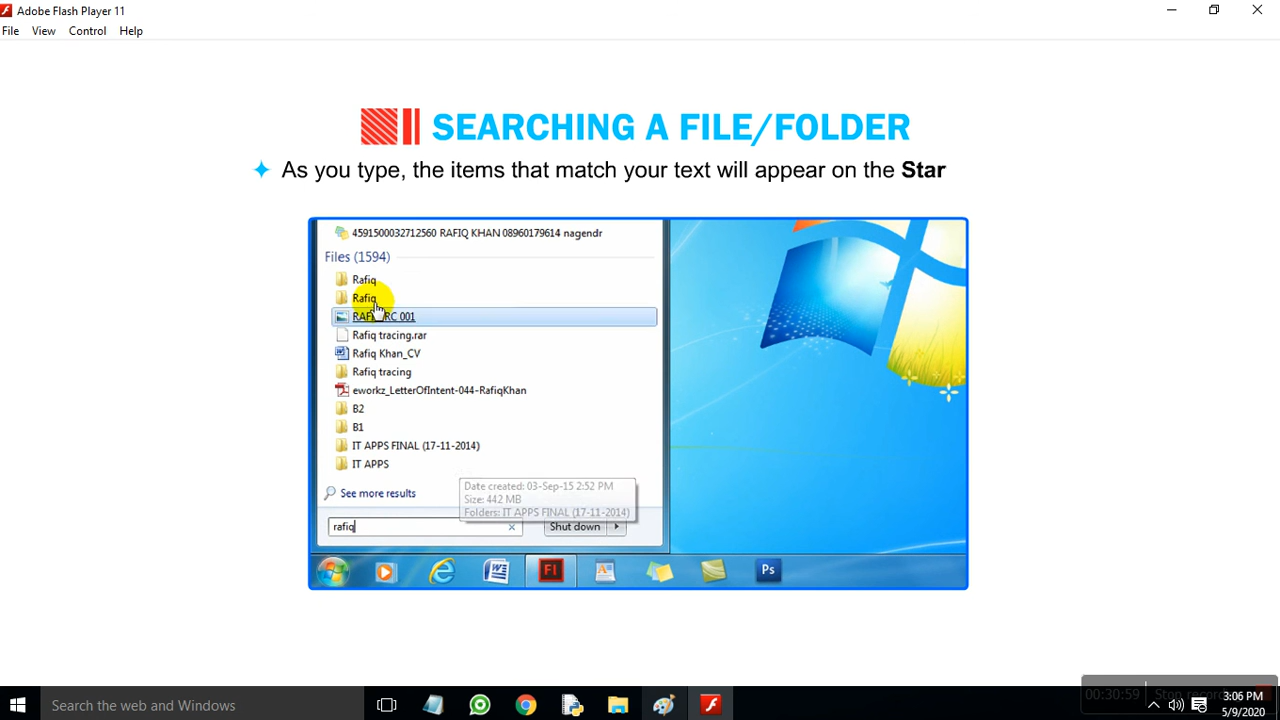 Adobe Flash Player 11
File View Control Help
SEARCHING A FILE/FOLDER
As you type, the items that match your text will appear on the Star
4591500032712560 RAFIQ KHAN 08960179614 nagendr
Files (1594)
Rafiq
Rafiq
RC 001
Rafiq tracing.rar
Rafiq Khan_CV
Rafiq tracing
eworkz_LetterOfIntent-044-RafiqKhan
B2
B1
IT APPS FINAL (17-11-2014)
IT APPS
Date created: 03-Sep-15 2:52 PM
Size: 442 MB
Folders: IT APPS FINAL (17-11-2014)
See more results
rafiq
Shut down
Fl
Ps
Search the web and Windows
00:30:59 Stop
3:06 PM
5/9/2020